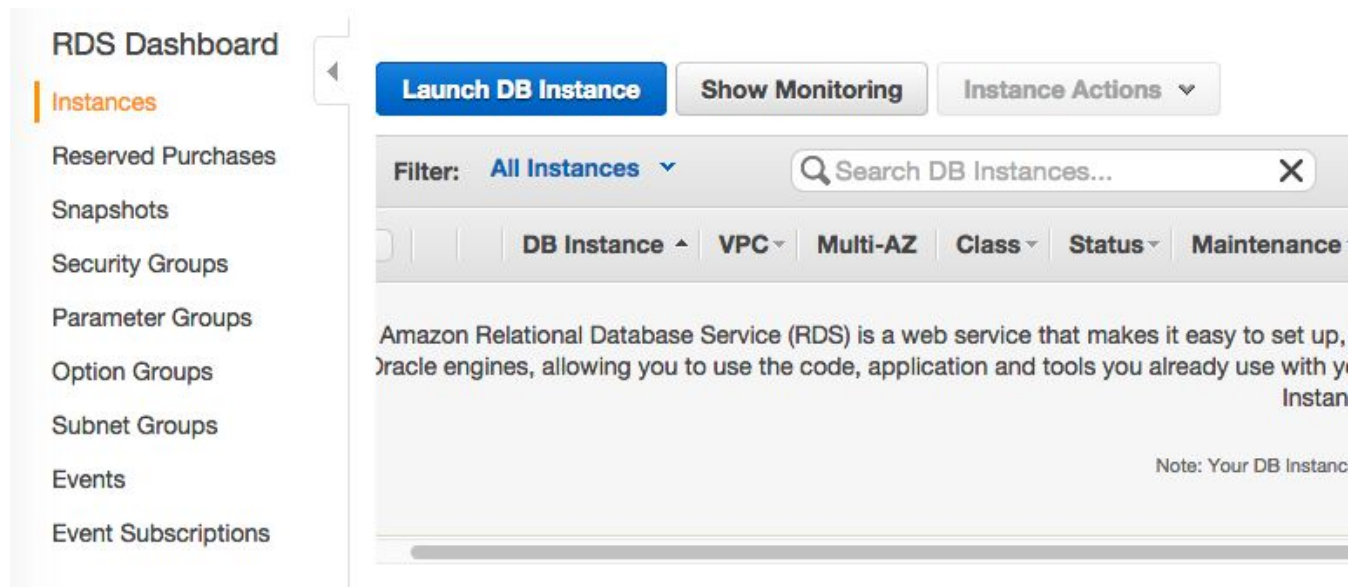 RDS Dashboard
Instances
Reserved Purchases
Snapshots
Security Groups
Parameter Groups
Option Groups
Subnet Groups
Events
Event Subscriptions
Launch DB Instance Show Monitoring Instance Actions
Filter: All Instances Search DB Instances...
DB Instance VPC Multi-AZ Class Status Maintenance
Amazon Relational Database Service (RDS) is a web service that makes it easy to set up,
engines, allowing you to use the code, application and tools you already use with
Note: Your DB